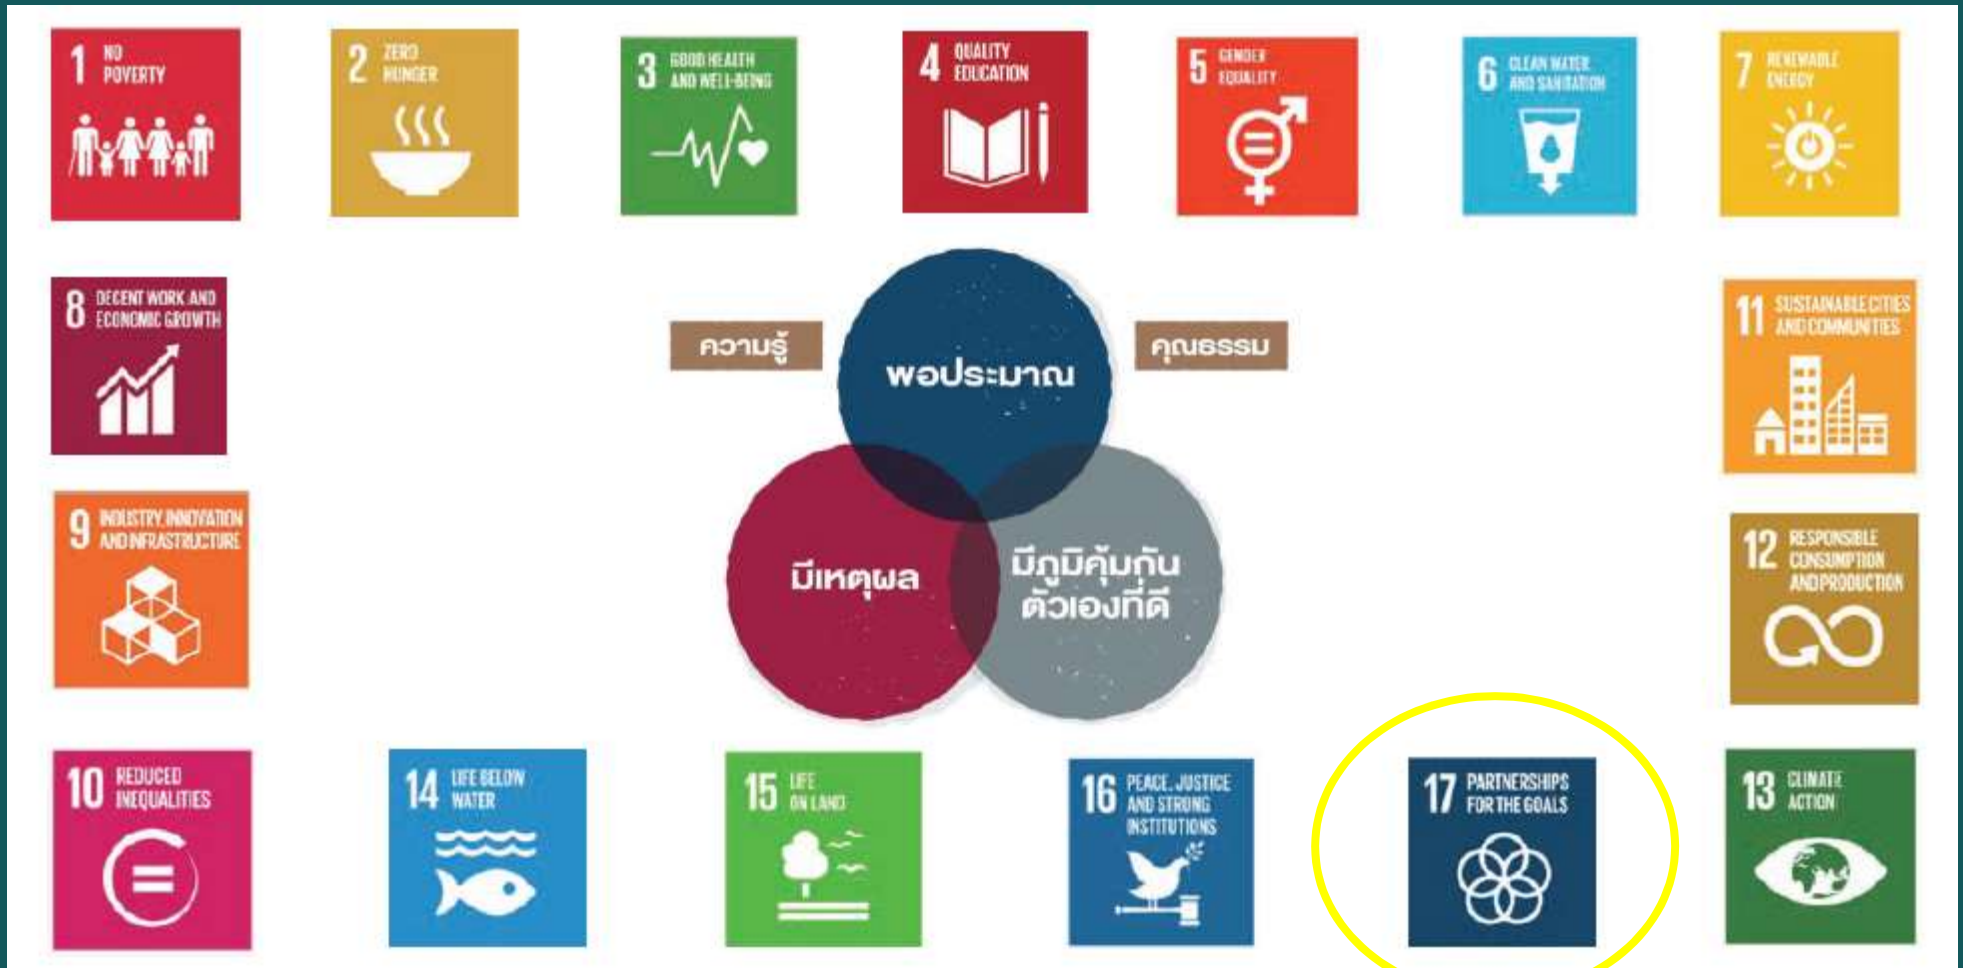 1 NO
POVERTY
2 ZERO
HUNGER
3 GOOD HEALTH
AND WELL-BEING
4 QUALITY
EDUCATION
5 GENDER
EQUALITY
6 CLEAN WATER
AND SANITATION
7 RENEWABLE
ENERGY
8 DECENT WORK AND
ECONOMIC GROWTH
ความรู้
พอประมาณ
คุณธรรม
11 SUSTAINABLE CITIES
AND COMMUNITIES
9 INDUSTRY, INNOVATION
AND INFRASTRUCTURE
มีเหตุผล
มีภูมิคุ้มกัน
ตัวเองที่ดี
12 RESPONSIBLE
CONSUMPTION
AND PRODUCTION
10 REDUCED
INEQUALITIES
14 LIFE BELOW
WATER
15 LIFE
ON LAND
16 PEACE, JUSTICE
AND STRONG
INSTITUTIONS
17 PARTNERSHIPS
FOR THE GOALS
13 CLIMATE
ACTION